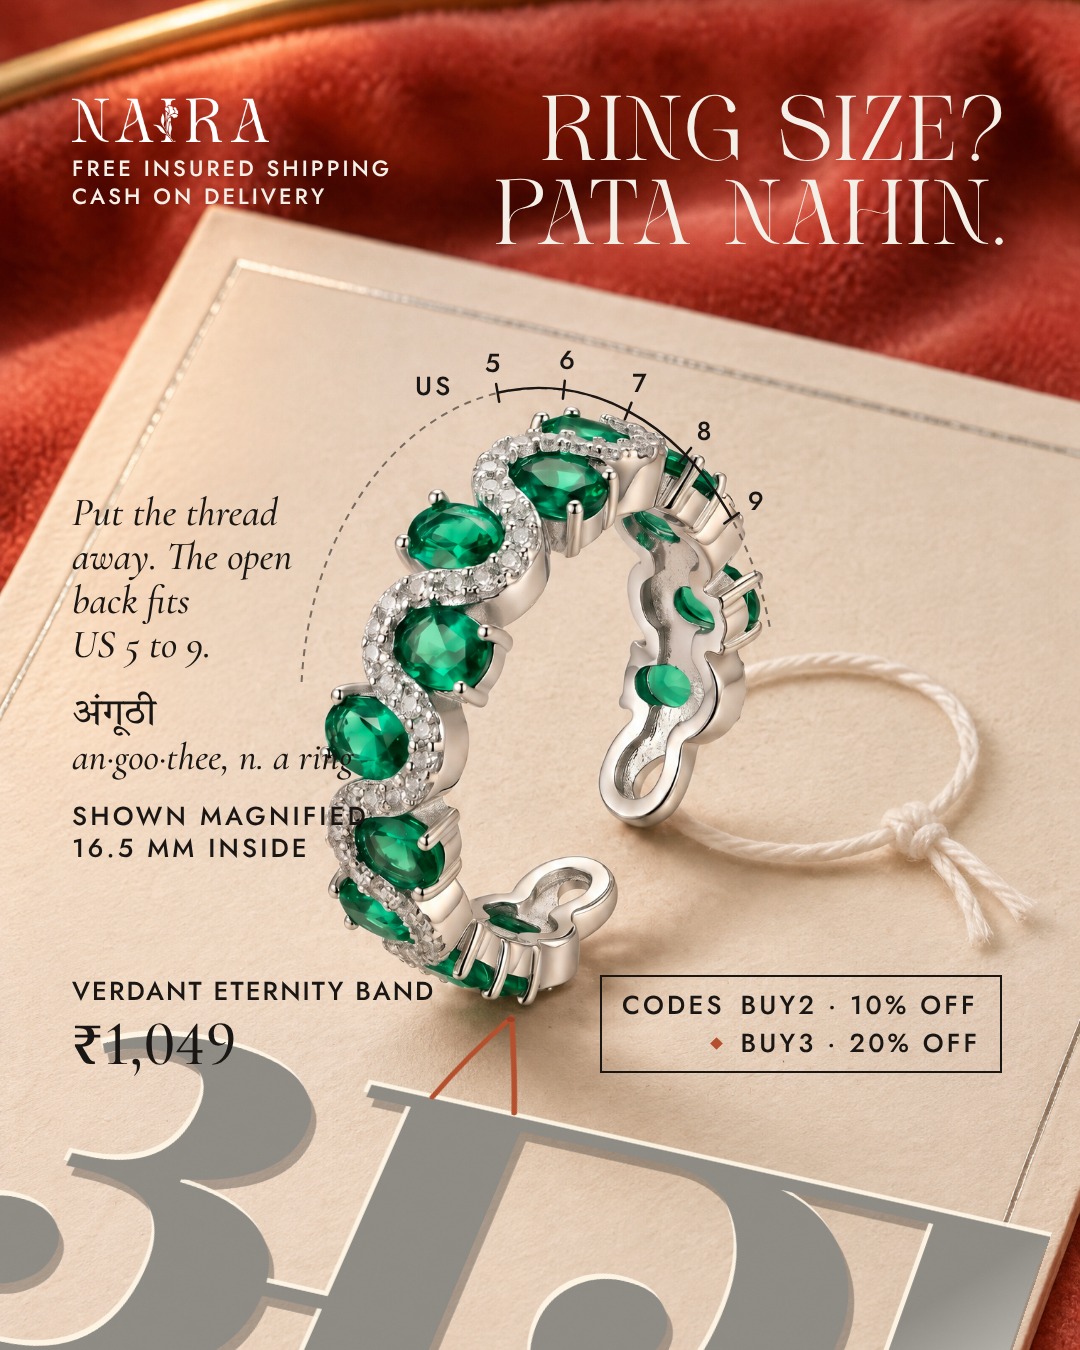 NAIRA
FREE INSURED SHIPPING
CASH ON DELIVERY
RING SIZE?
PATA NAHIN.
US 5 6 7 8 9
Put the thread
away. The open
back fits
US 5 to 9.
अंगूठी
an·goo·thee, n. a ring
SHOWN MAGNIFIED
16.5 MM INSIDE
VERDANT ETERNITY BAND
₹1,049
CODES BUY2 · 10% OFF
◆ BUY3 · 20% OFF